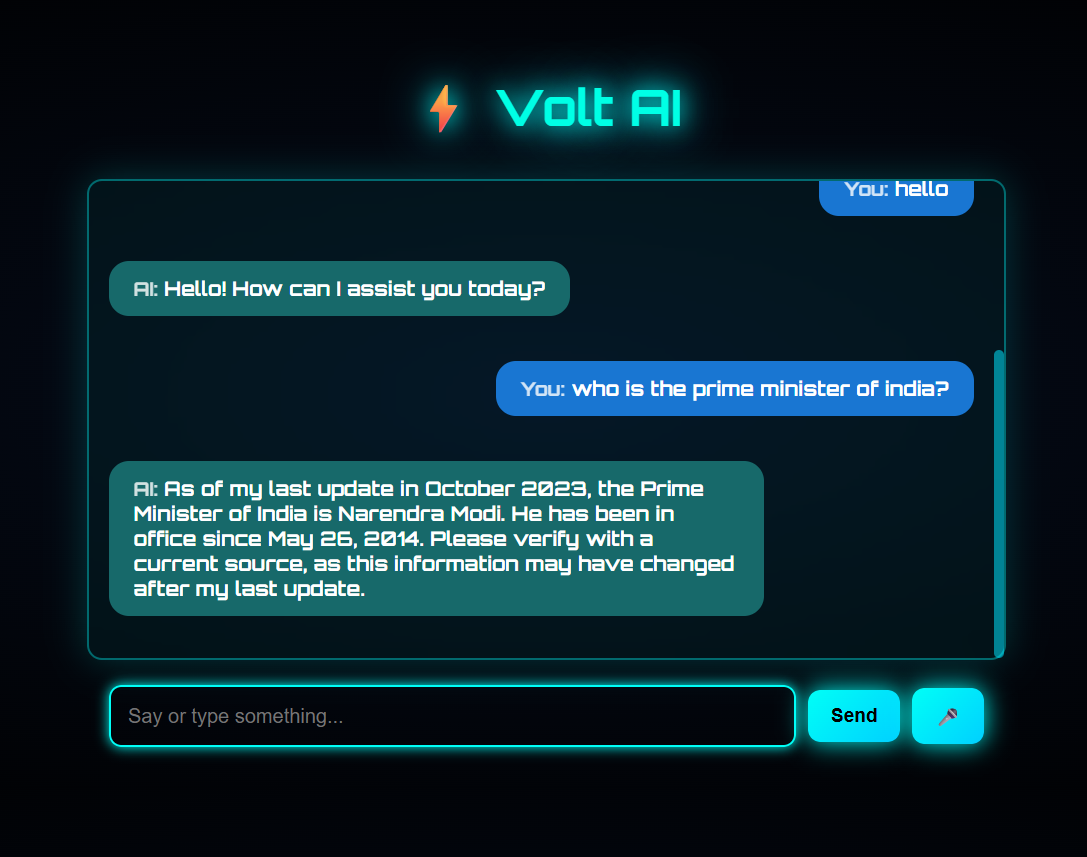 Volt AI
You: hello
AI: Hello! How can I assist you today?
You: who is the prime minister of india?
AI: As of my last update in October 2023, the Prime
Minister of India is Narendra Modi. He has been in
office since May 26, 2014. Please verify with a
current source, as this information may have changed
after my last update.
Say or type something...
Send